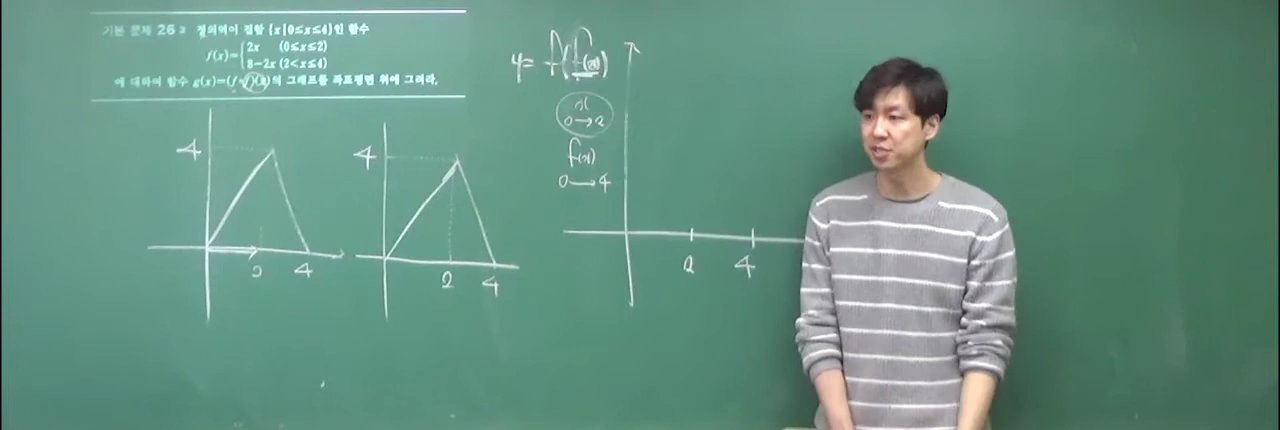 기본 문제 26-2 정의역이 집합 {x|0≤x≤4}인 함수
f(x)={2x (0≤x≤2)
8-2x (2<x≤4)
에 대하여 함수 g(x)=(f∘f)(x)의 그래프를 좌표평면 위에 그려라.
y= f(f(x))
x
0→2
f(x)
0→4
4
2
4
4
2
4
2
4